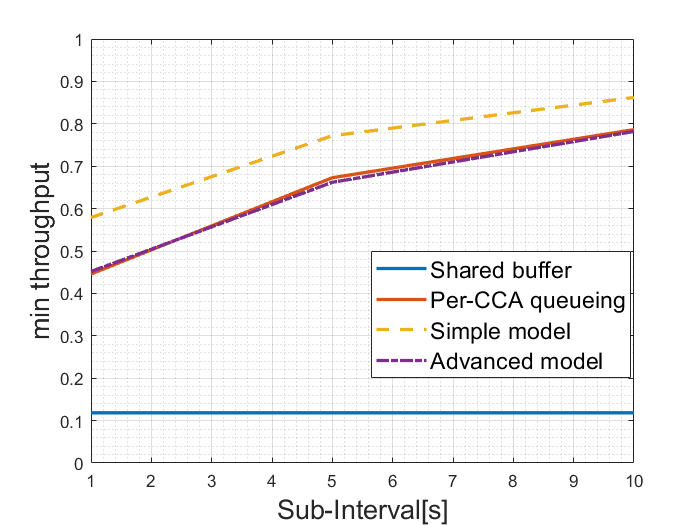 1
0.9
0.8
0.7
0.6
0.5
0.4
0.3
0.2
0.1
0
min throughput
Shared buffer
Per-CCA queueing
Simple model
Advanced model
1 2 3 4 5 6 7 8 9 10
Sub-Interval[s]